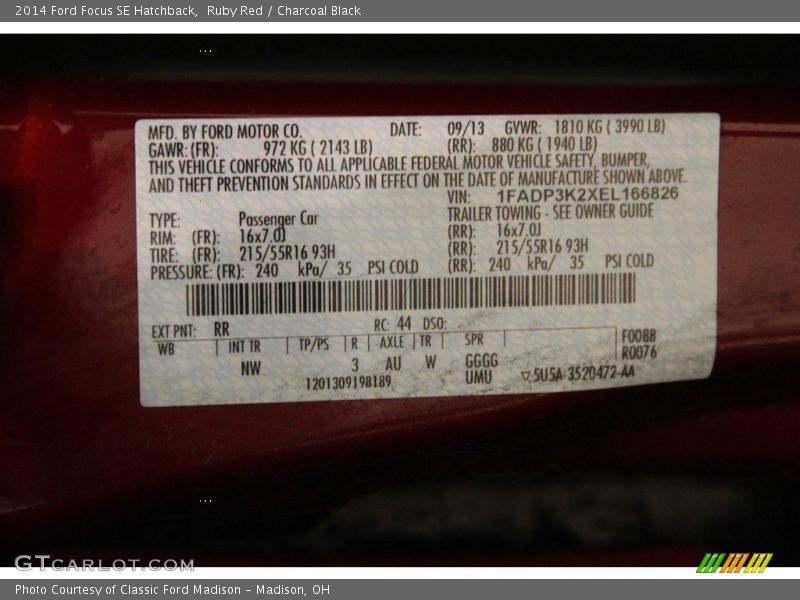 2014 Ford Focus SE Hatchback,  Ruby Red / Charcoal Black
MFD. BY FORD MOTOR CO. DATE: 09/13 GVWR: 1810 KG ( 3990 LB)
GAWR: (FR): 972 KG ( 2143 LB) (RR): 880 KG ( 1940 LB)
THIS VEHICLE CONFORMS TO ALL APPLICABLE FEDERAL MOTOR VEHICLE SAFETY, BUMPER,
AND THEFT PREVENTION STANDARDS IN EFFECT ON THE DATE OF MANUFACTURE SHOWN ABOVE.
VIN: 1FADP3K2XEL166826
TYPE: Passenger Car TRAILER TOWING - SEE OWNER GUIDE
RIM: (FR): 16x7.0J (RR): 16x7.0J
TIRE: (FR): 215/55R16 93H (RR): 215/55R16 93H
PRESSURE: (FR): 240 kPa/ 35 PSI COLD (RR): 240 kPa/ 35 PSI COLD
EXT PNT: RR RC: 44 DSO:
WB INT TR TP/PS R AXLE TR SPR F0088
NW 3 AU W GGGG R0076
1201309198189 UMU ▽5U5A-3520472-AA
GTCARLOT.COM
Photo Courtesy of Classic Ford Madison - Madison, OH